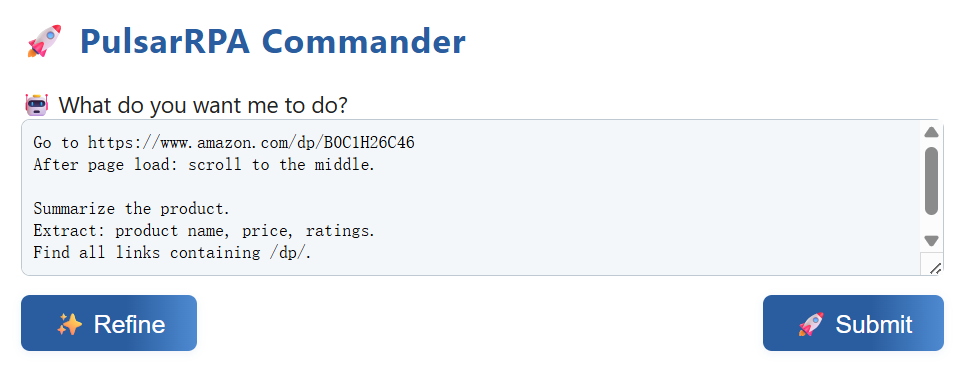 PulsarRPA Commander
What do you want me to do?
Go to https://www.amazon.com/dp/B0C1H26C46
After page load: scroll to the middle.
Summarize the product.
Extract: product name, price, ratings.
Find all links containing /dp/.
Refine
Submit